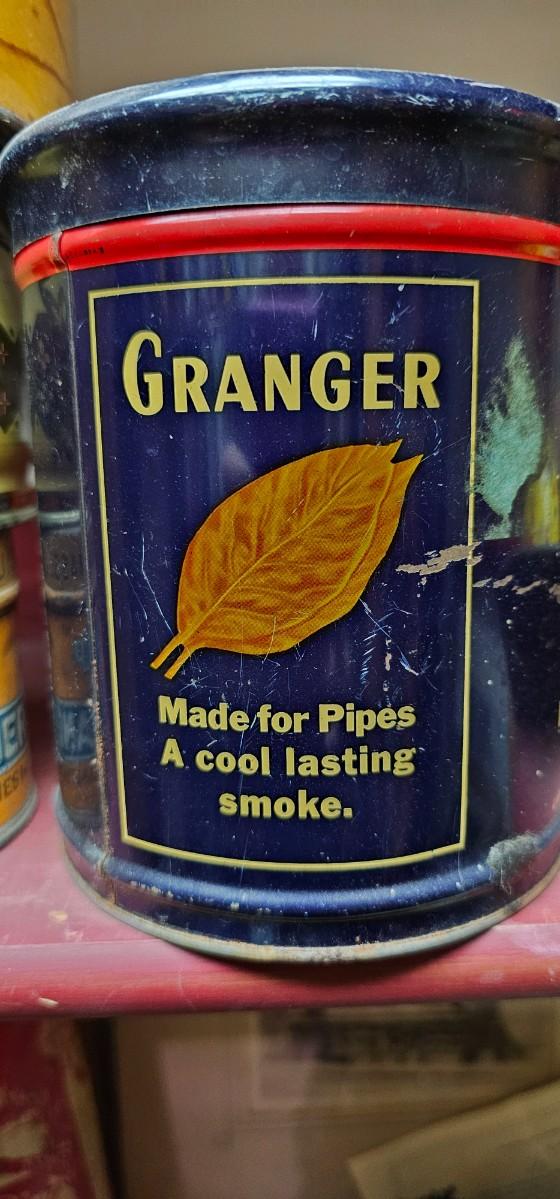 GRANGER
Made for Pipes
A cool lasting
smoke.